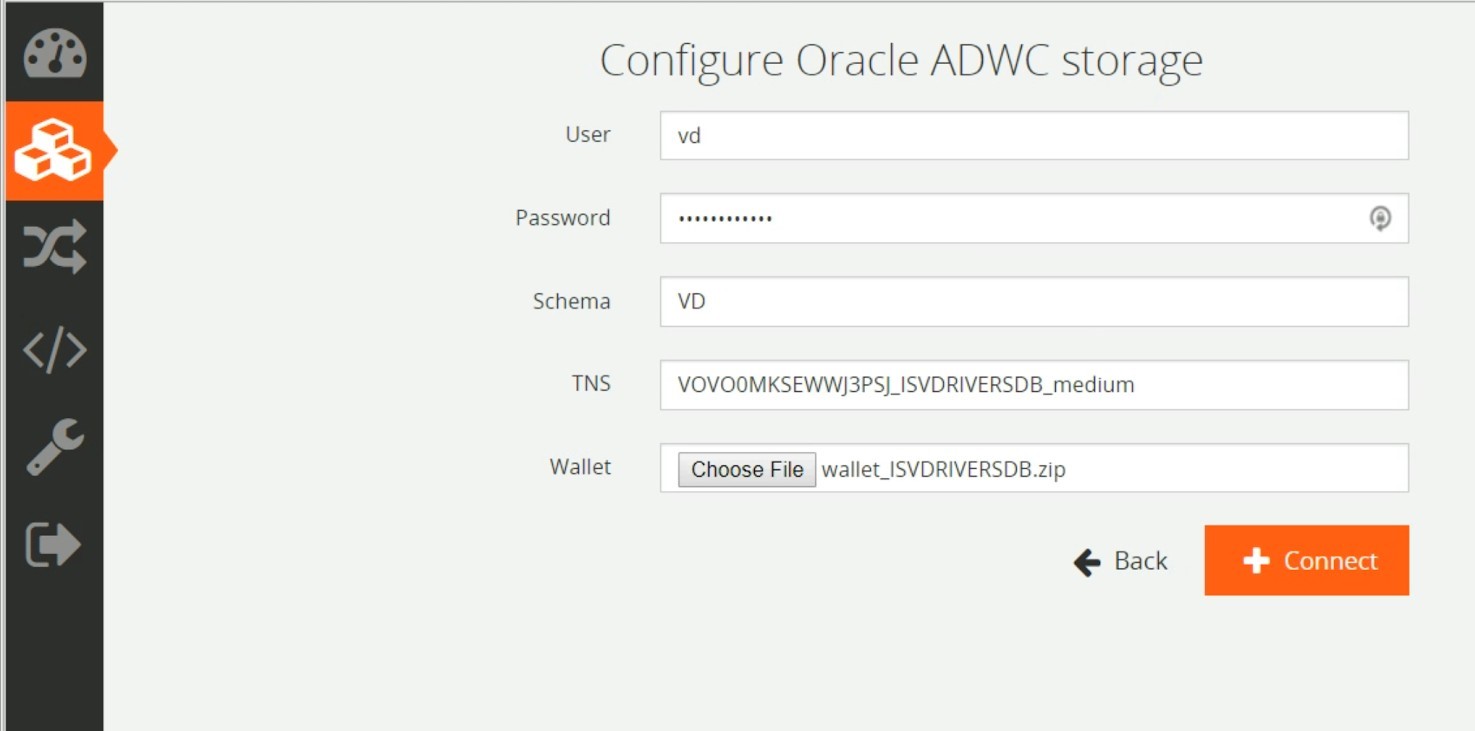 Configure Oracle ADWC storage
User vd
Password ••••••••••••
Schema VD
TNS VOVO0MKSEWWJ3PSJ_ISVDRIVERSDB_medium
Wallet Choose File wallet_ISVDRIVERSDB.zip
Back Connect